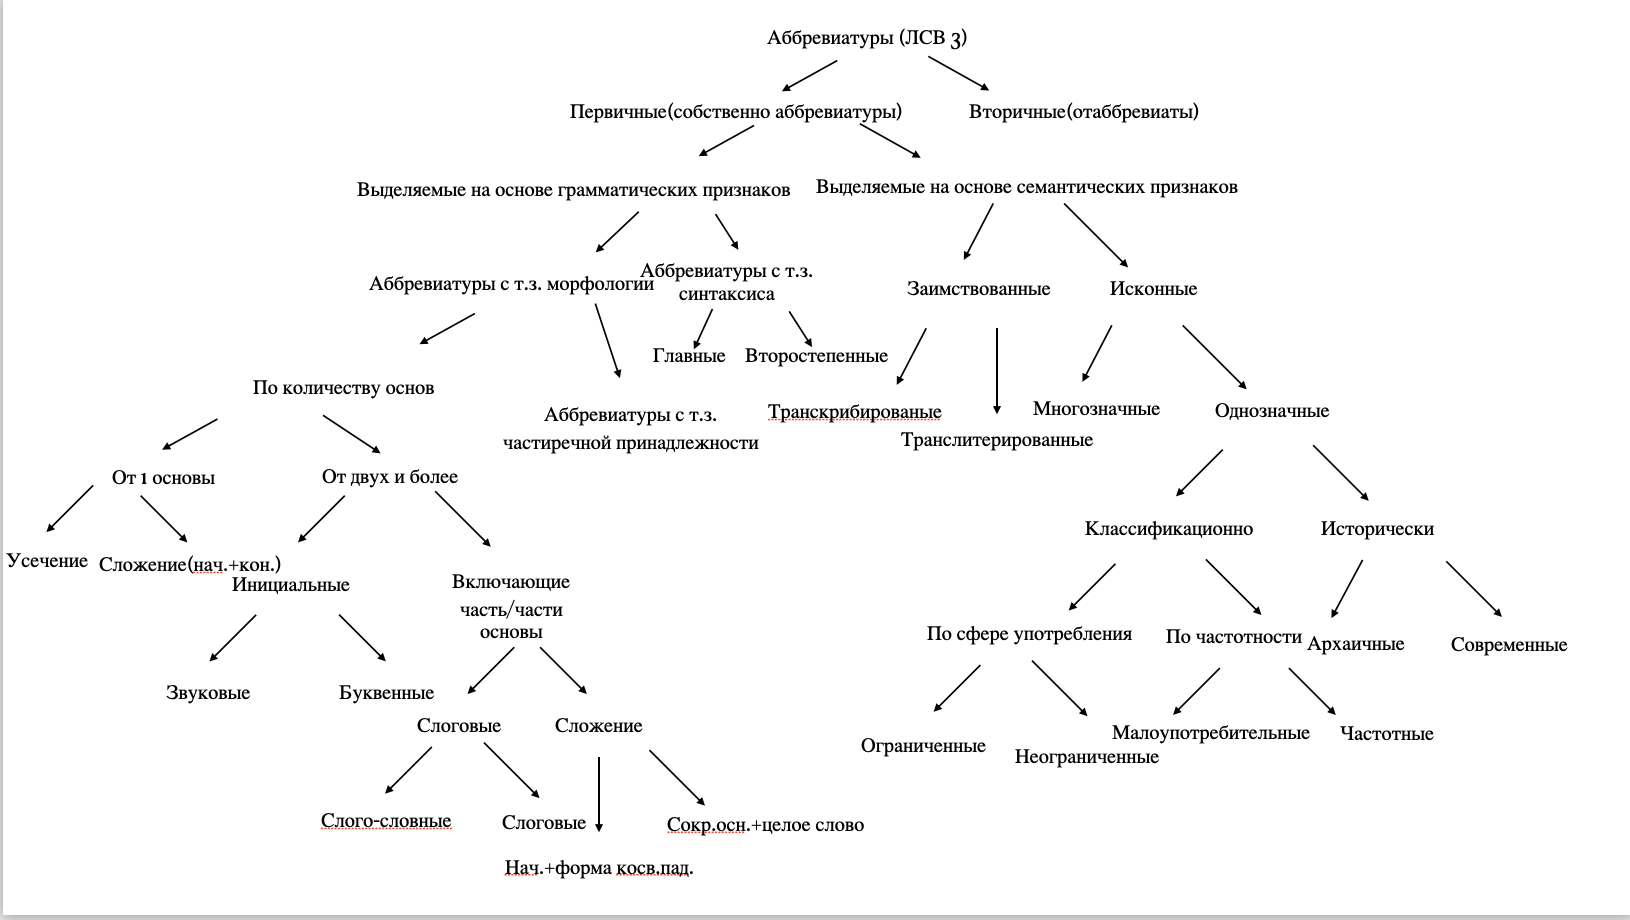 Аббревиатуры (ЛСВ 3)
Первичные(собственно аббревиатуры)
Вторичные(отаббревиаты)
Выделяемые на основе грамматических признаков
Выделяемые на основе семантических признаков
Аббревиатуры с т.з. морфологии
Аббревиатуры с т.з.
синтаксиса
Заимствованные
Исконные
Главные
Второстепенные
По количеству основ
Аббревиатуры с т.з.
частиречной принадлежности
Транскрибированые
Транслитерированные
Многозначные
Однозначные
От 1 основы
От двух и более
Классификационно
Исторически
Усечение
Сложение(нач.+кон.)
Инициальные
Включающие
часть/части
основы
По сфере употребления
По частотности
Архаичные
Современные
Звуковые
Буквенные
Слоговые
Сложение
Ограниченные
Неограниченные
Малоупотребительные
Частотные
Слого-словные
Слоговые
Сокр.осн.+целое слово
Нач.+форма косв.пад.